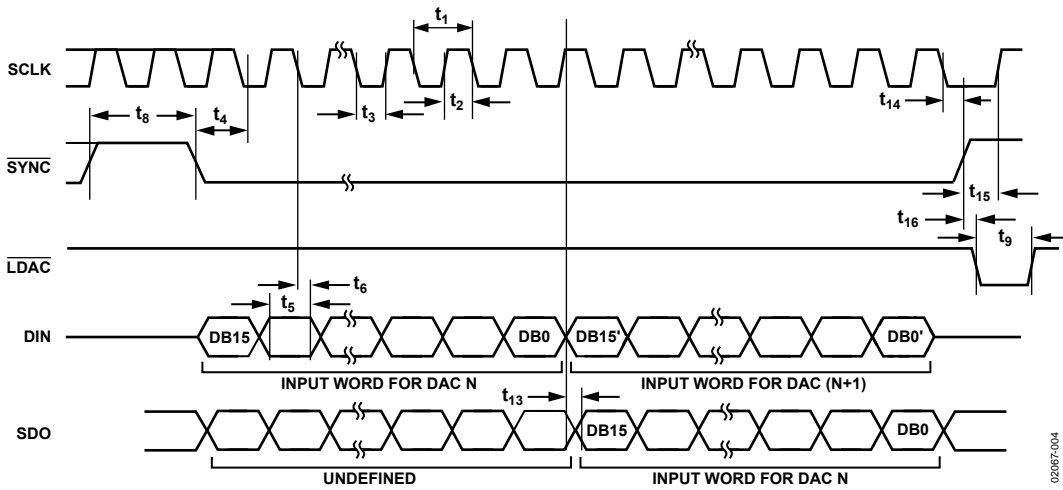 t1
SCLK
t3
t2
t14
t8
t4
SYNC
t15
t16
t9
LDAC
t6
t5
DIN
DB15
DB0
DB15'
DB0'
INPUT WORD FOR DAC N
INPUT WORD FOR DAC (N+1)
t13
SDO
DB15
DB0
UNDEFINED
INPUT WORD FOR DAC N
02067-004